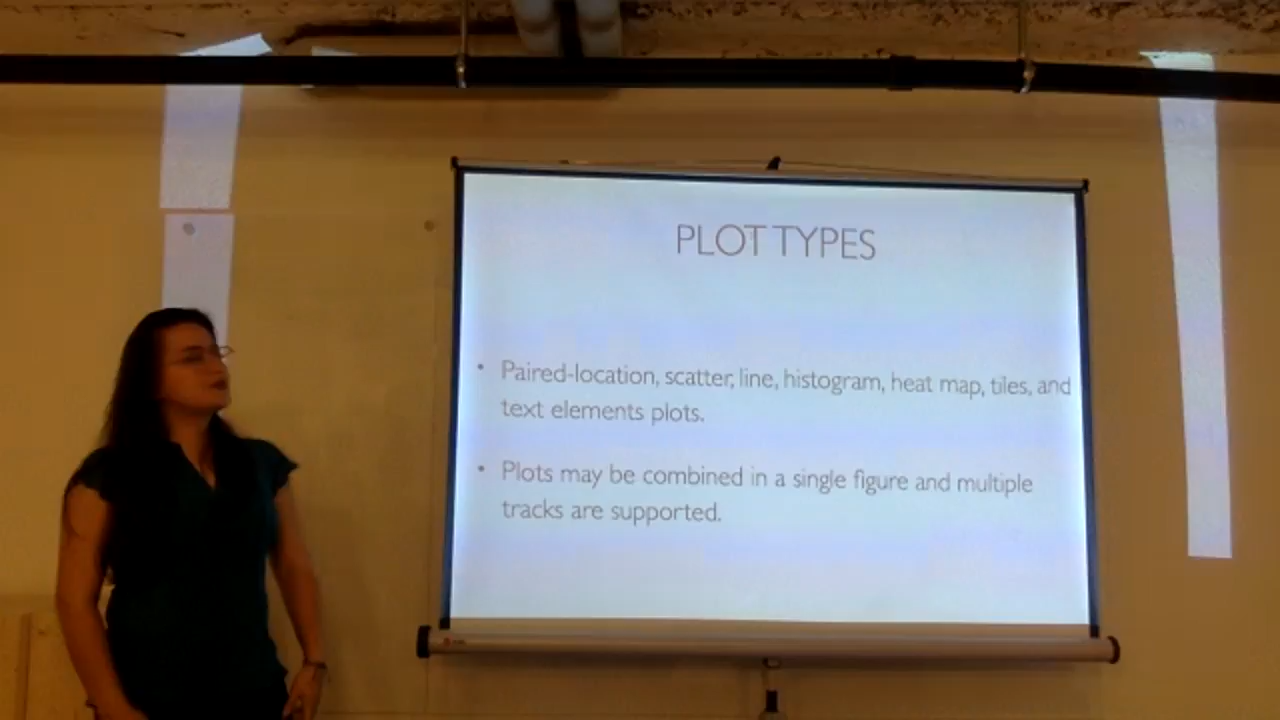 PLOT TYPES
• Paired-location, scatter, line, histogram, heat map, tiles, and
text elements plots.
• Plots may be combined in a single figure and multiple
tracks are supported.